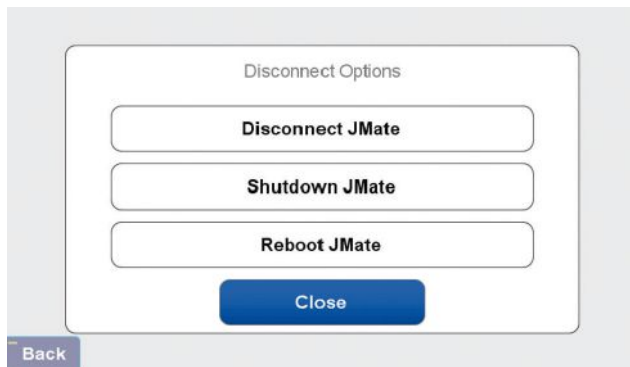 Disconnect Options
Disconnect JMate
Shutdown JMate
Reboot JMate
Close
Back